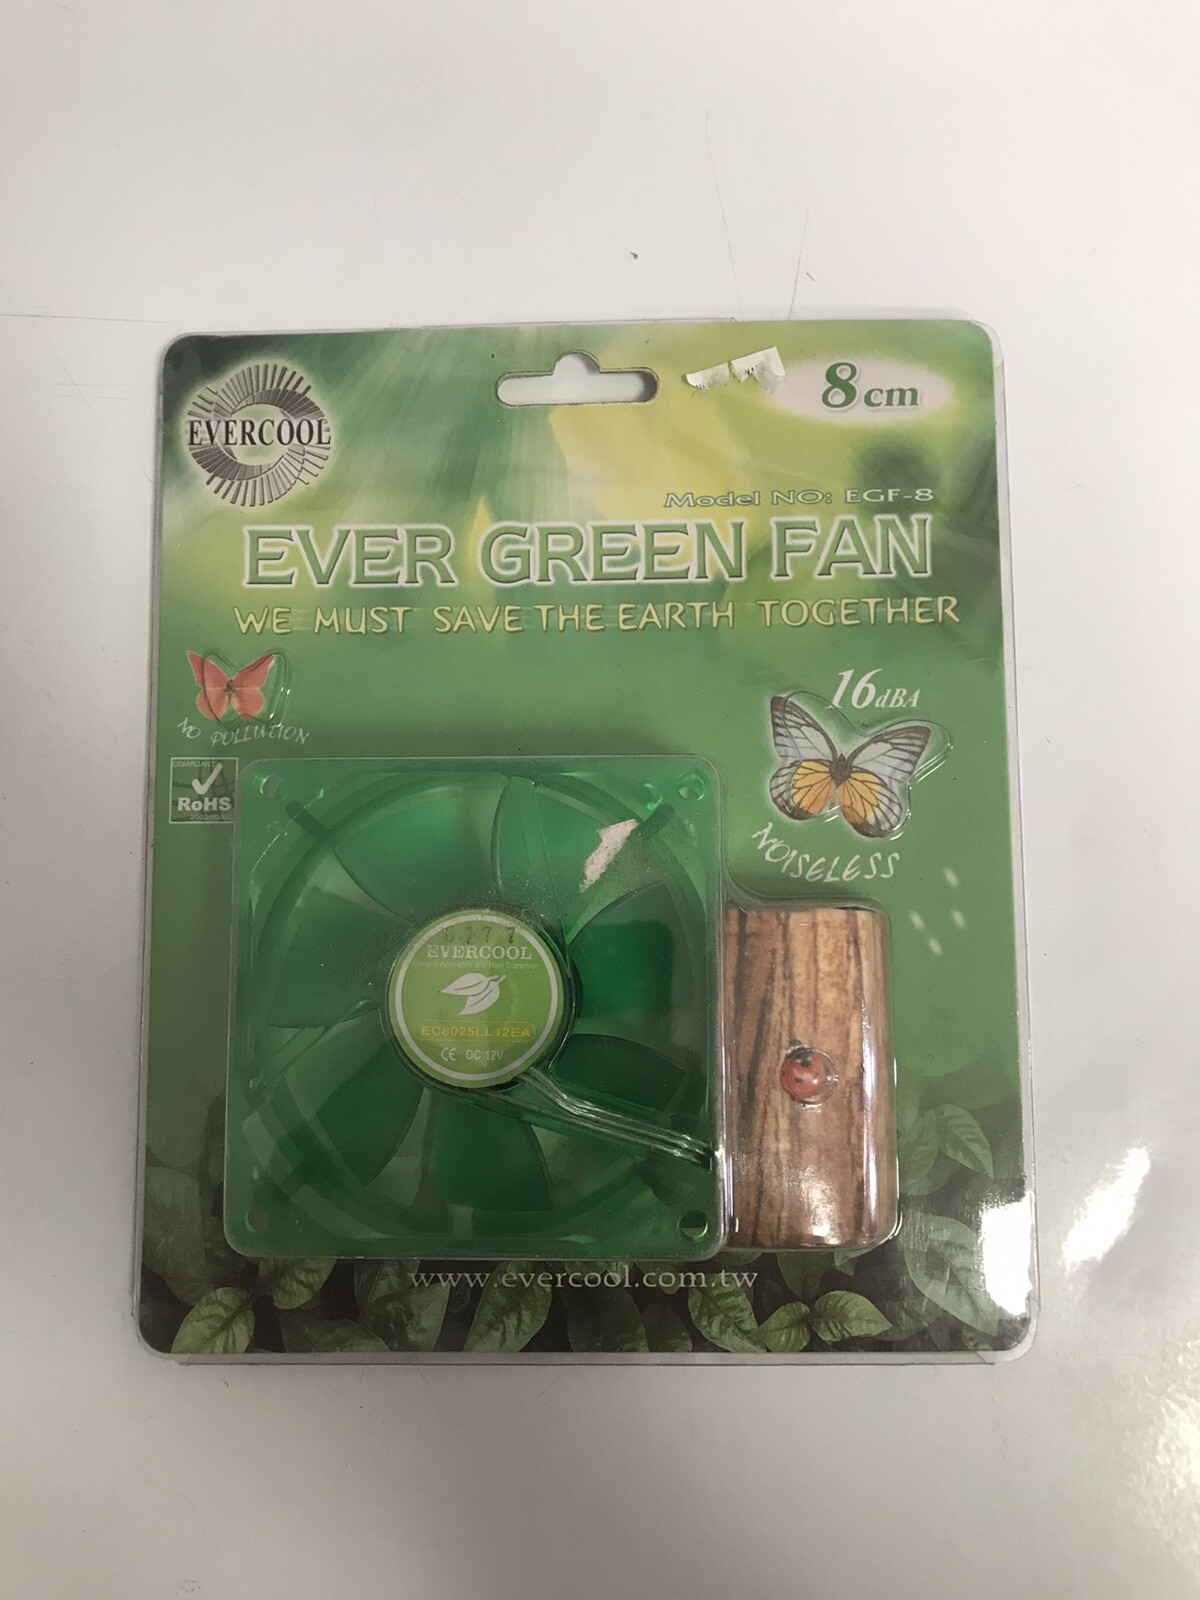 EVERCOOL
8cm
Model NO: EGF-8
EVER GREEN FAN
WE MUST SAVE THE EARTH TOGETHER
NO POLLUTION
16dBA
NOISELESS
COMPLIANT
RoHS
EVERCOOL
EC8025LL12EA
CE DC 12V
www.evercool.com.tw